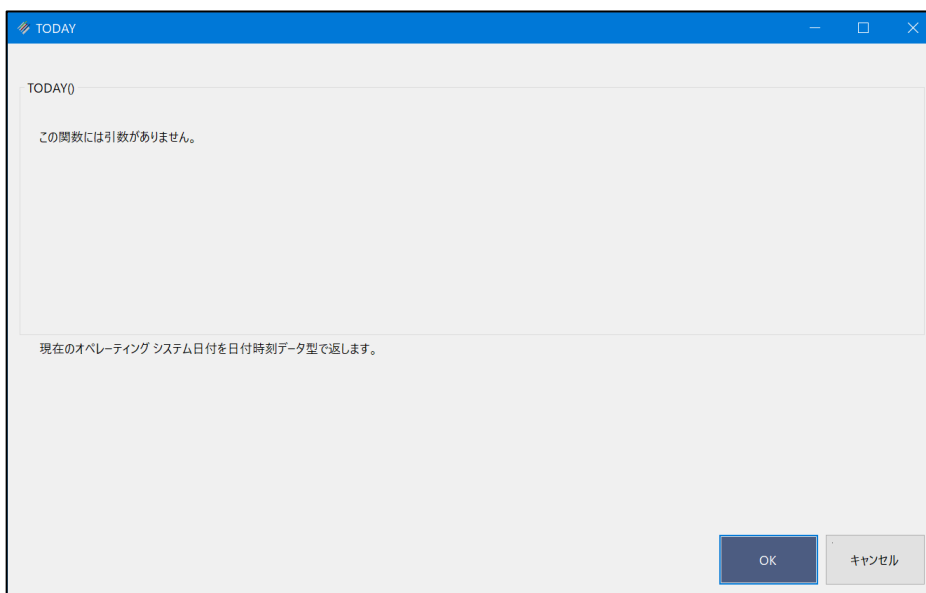 TODAY
TODAY()
この関数には引数がありません。
現在のオペレーティング システム日付を日付時刻データ型で返します。
OK
キャンセル